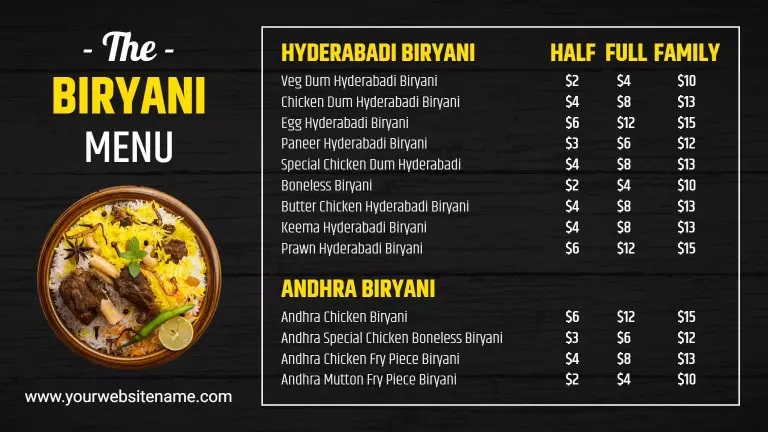 - The -
BIRYANI
MENU
www.yourwebsitename.com
HYDERABADI BIRYANI HALF FULL FAMILY
Veg Dum Hyderabadi Biryani $2 $4 $10
Chicken Dum Hyderabadi Biryani $4 $8 $13
Egg Hyderabadi Biryani $6 $12 $15
Paneer Hyderabadi Biryani $3 $6 $12
Special Chicken Dum Hyderabadi $4 $8 $13
Boneless Biryani $2 $4 $10
Butter Chicken Hyderabadi Biryani $4 $8 $13
Keema Hyderabadi Biryani $4 $8 $13
Prawn Hyderabadi Biryani $6 $12 $15
ANDHRA BIRYANI
Andhra Chicken Biryani $6 $12 $15
Andhra Special Chicken Boneless Biryani $3 $6 $12
Andhra Chicken Fry Piece Biryani $4 $8 $13
Andhra Mutton Fry Piece Biryani $2 $4 $10